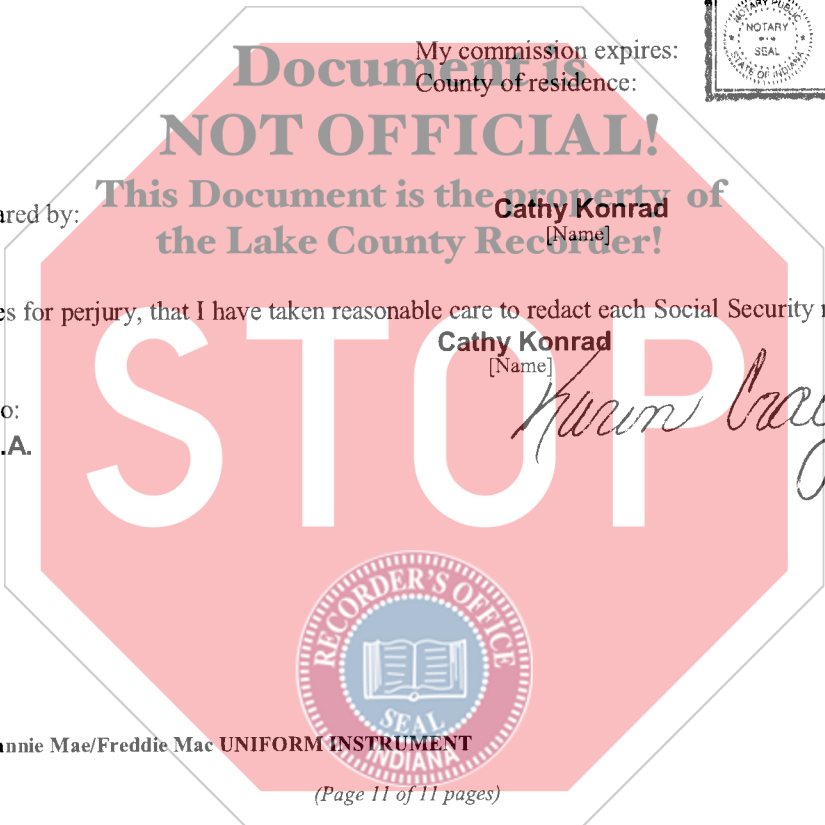 NOTARY PUBLIC
NOTARY
SEAL
STATE OF INDIANA
My commission expires:
County of residence:
Document is
NOT OFFICIAL!
This Document is the property of
the Lake County Recorder!
ared by:
Cathy Konrad
[Name]
es for perjury, that I have taken reasonable care to redact each Social Security
Cathy Konrad
[Name]
o:
.A.
Karen
STOP
RECORDER'S OFFICE
SEAL
INDIANA
annie Mae/Freddie Mac UNIFORM INSTRUMENT
(Page 11 of 11 pages)